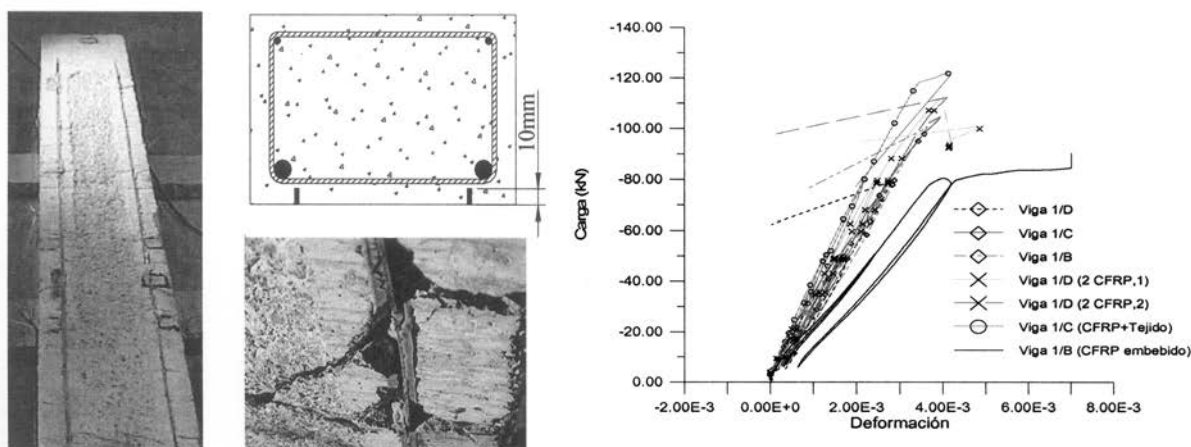 10mm
-140.00
-120.00
-100.00
-80.00
-60.00
-40.00
-20.00
0.00
Carga (kN)
-2.00E-3
0.00E+0
2.00E-3
4.00E-3
6.00E-3
8.00E-3
Deformación
Viga 1/D
Viga 1/C
Viga 1/B
Viga 1/D (2 CFRP,1)
Viga 1/D (2 CFRP,2)
Viga 1/C (CFRP+Tejido)
Viga 1/B (CFRP embebido)